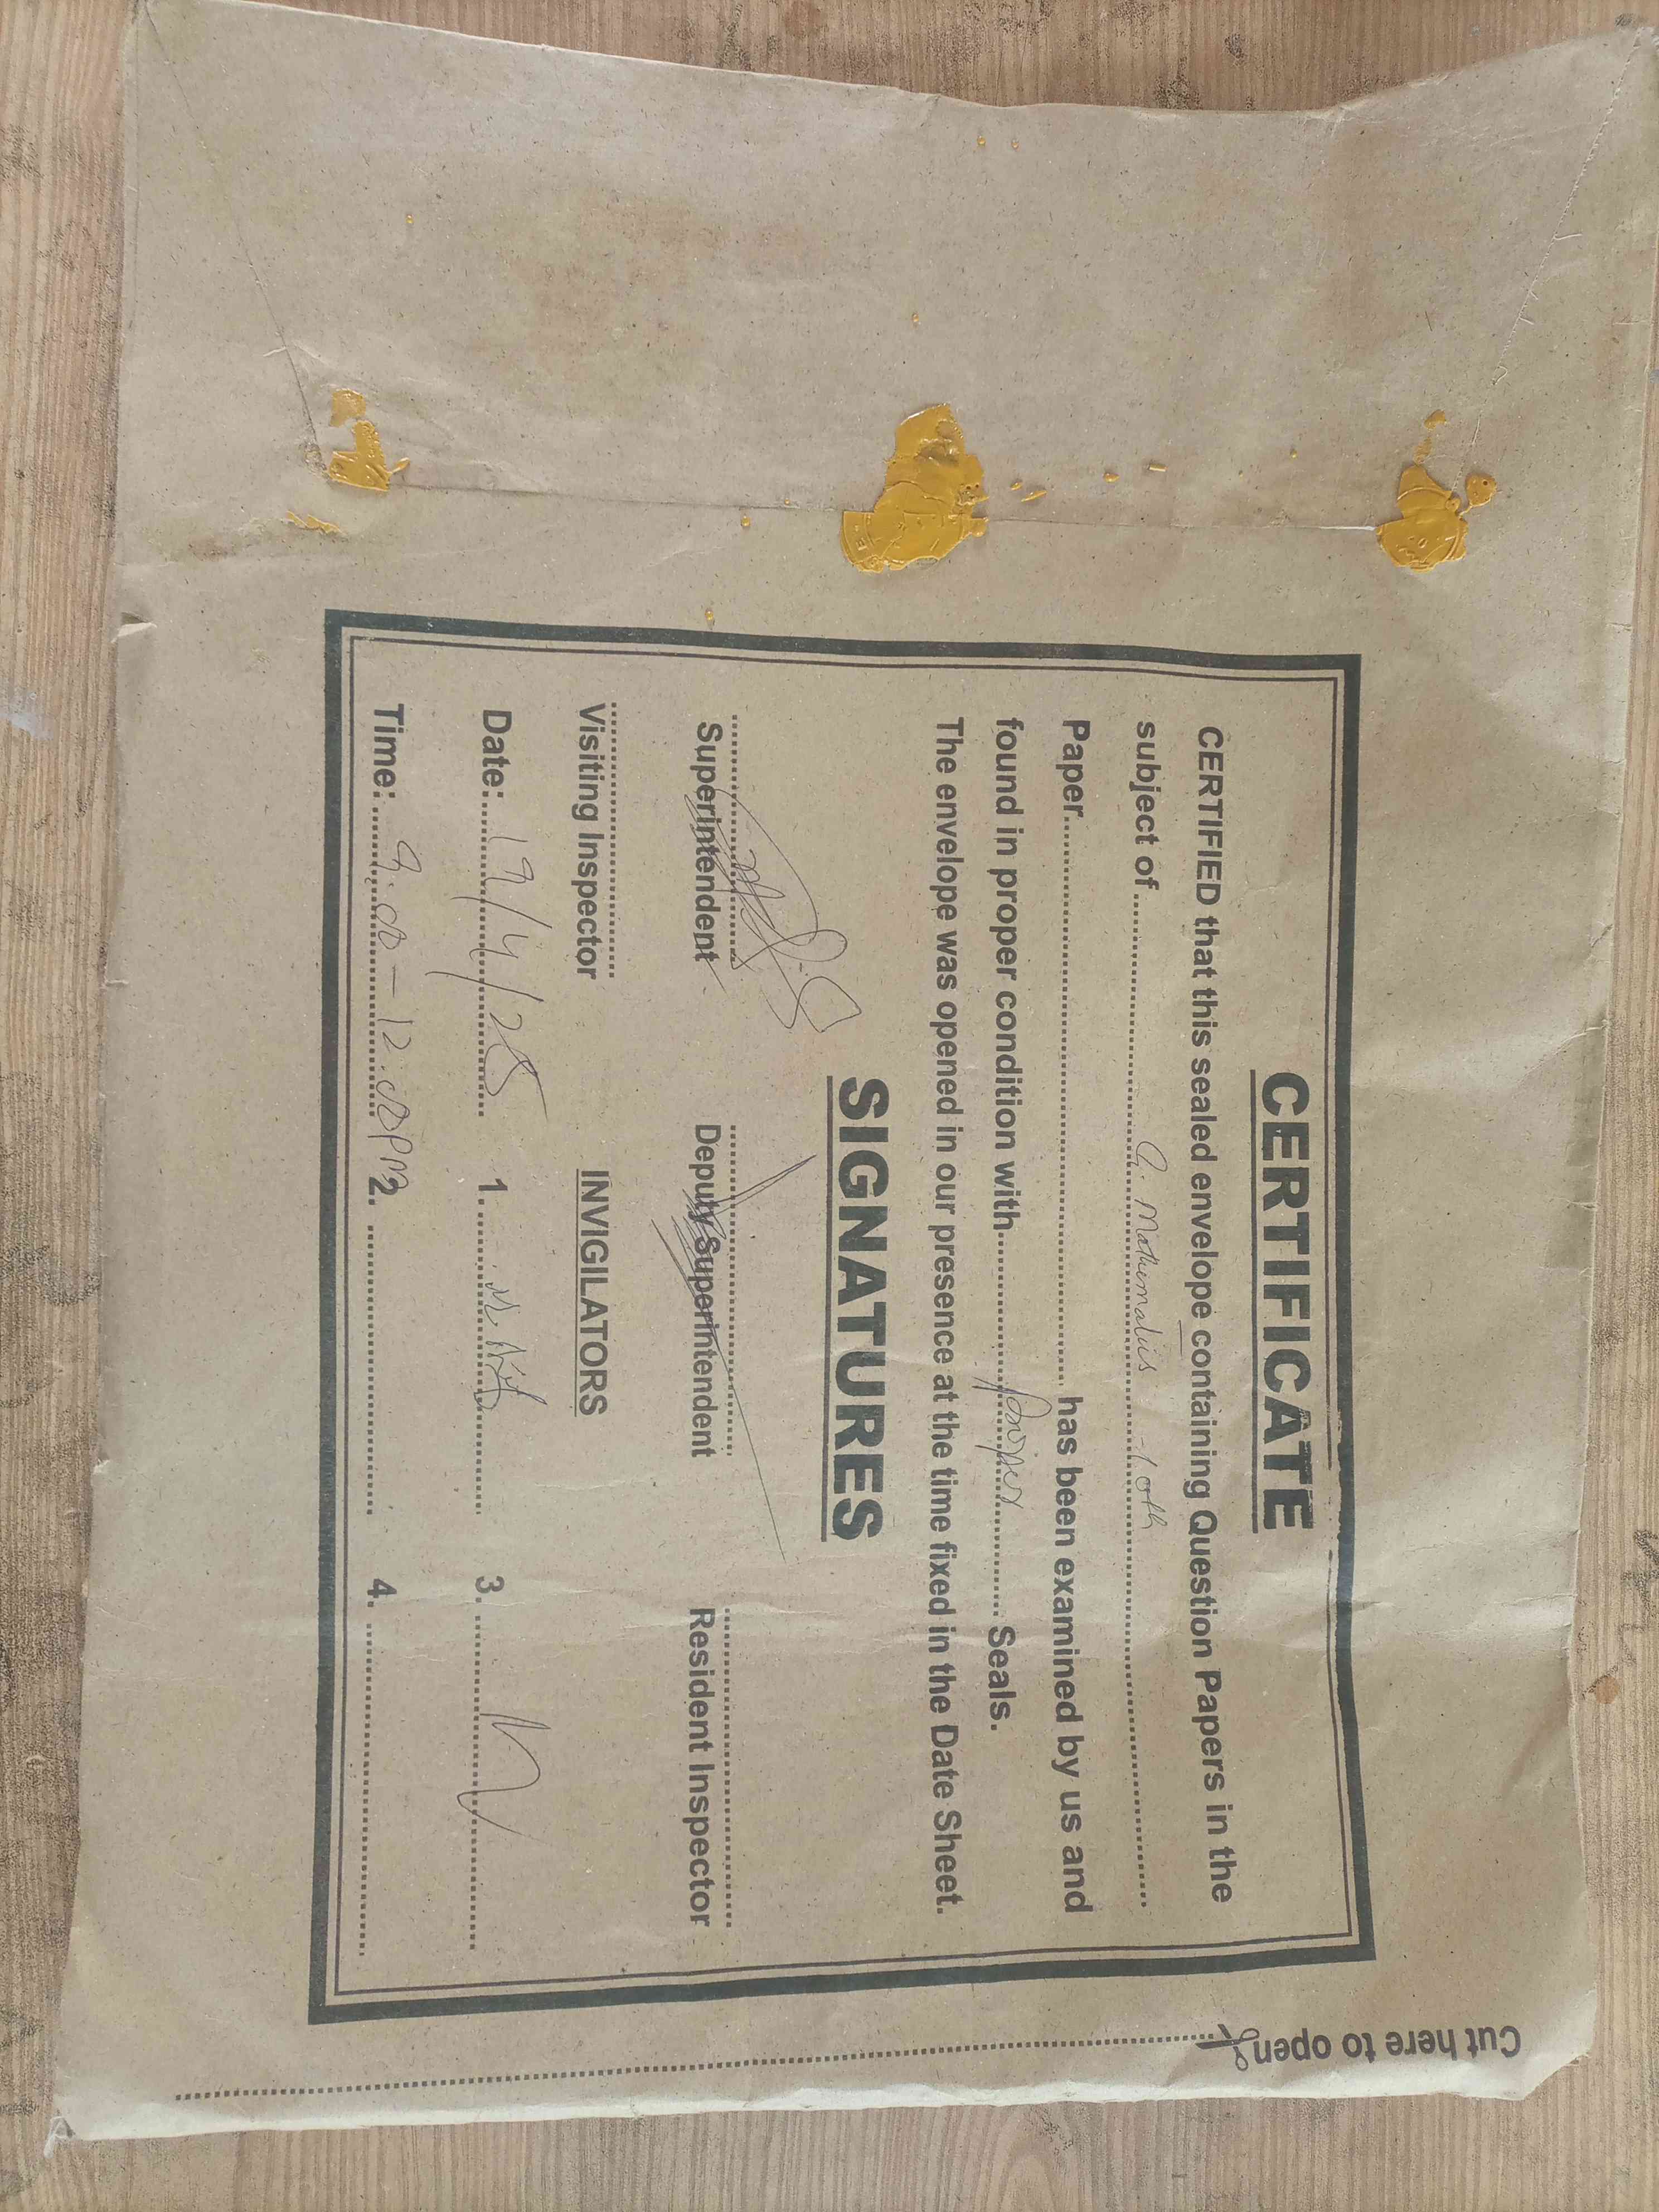 CERTIFICATE
CERTIFIED that this sealed envelope containing Question Papers in the
subject of ........ G. Mathematics - 10th ........
Paper................ has been examined by us and
found in proper condition with........ proper ........ Seals.
The envelope was opened in our presence at the time fixed in the Date Sheet.
SIGNATURES
Superintendent Deputy Superintendent Resident Inspector
Visiting Inspector INVIGILATORS
Date: 19/4/25 1. 3.
Time: 9.00 - 12.00PM 2. 4.
Cut here to open